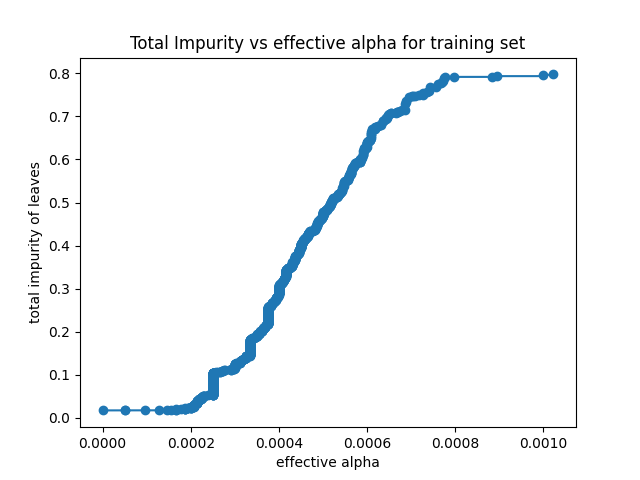 Total Impurity vs effective alpha for training set
total impurity of leaves
0.8
0.7
0.6
0.5
0.4
0.3
0.2
0.1
0.0
0.0000 0.0002 0.0004 0.0006 0.0008 0.0010
effective alpha